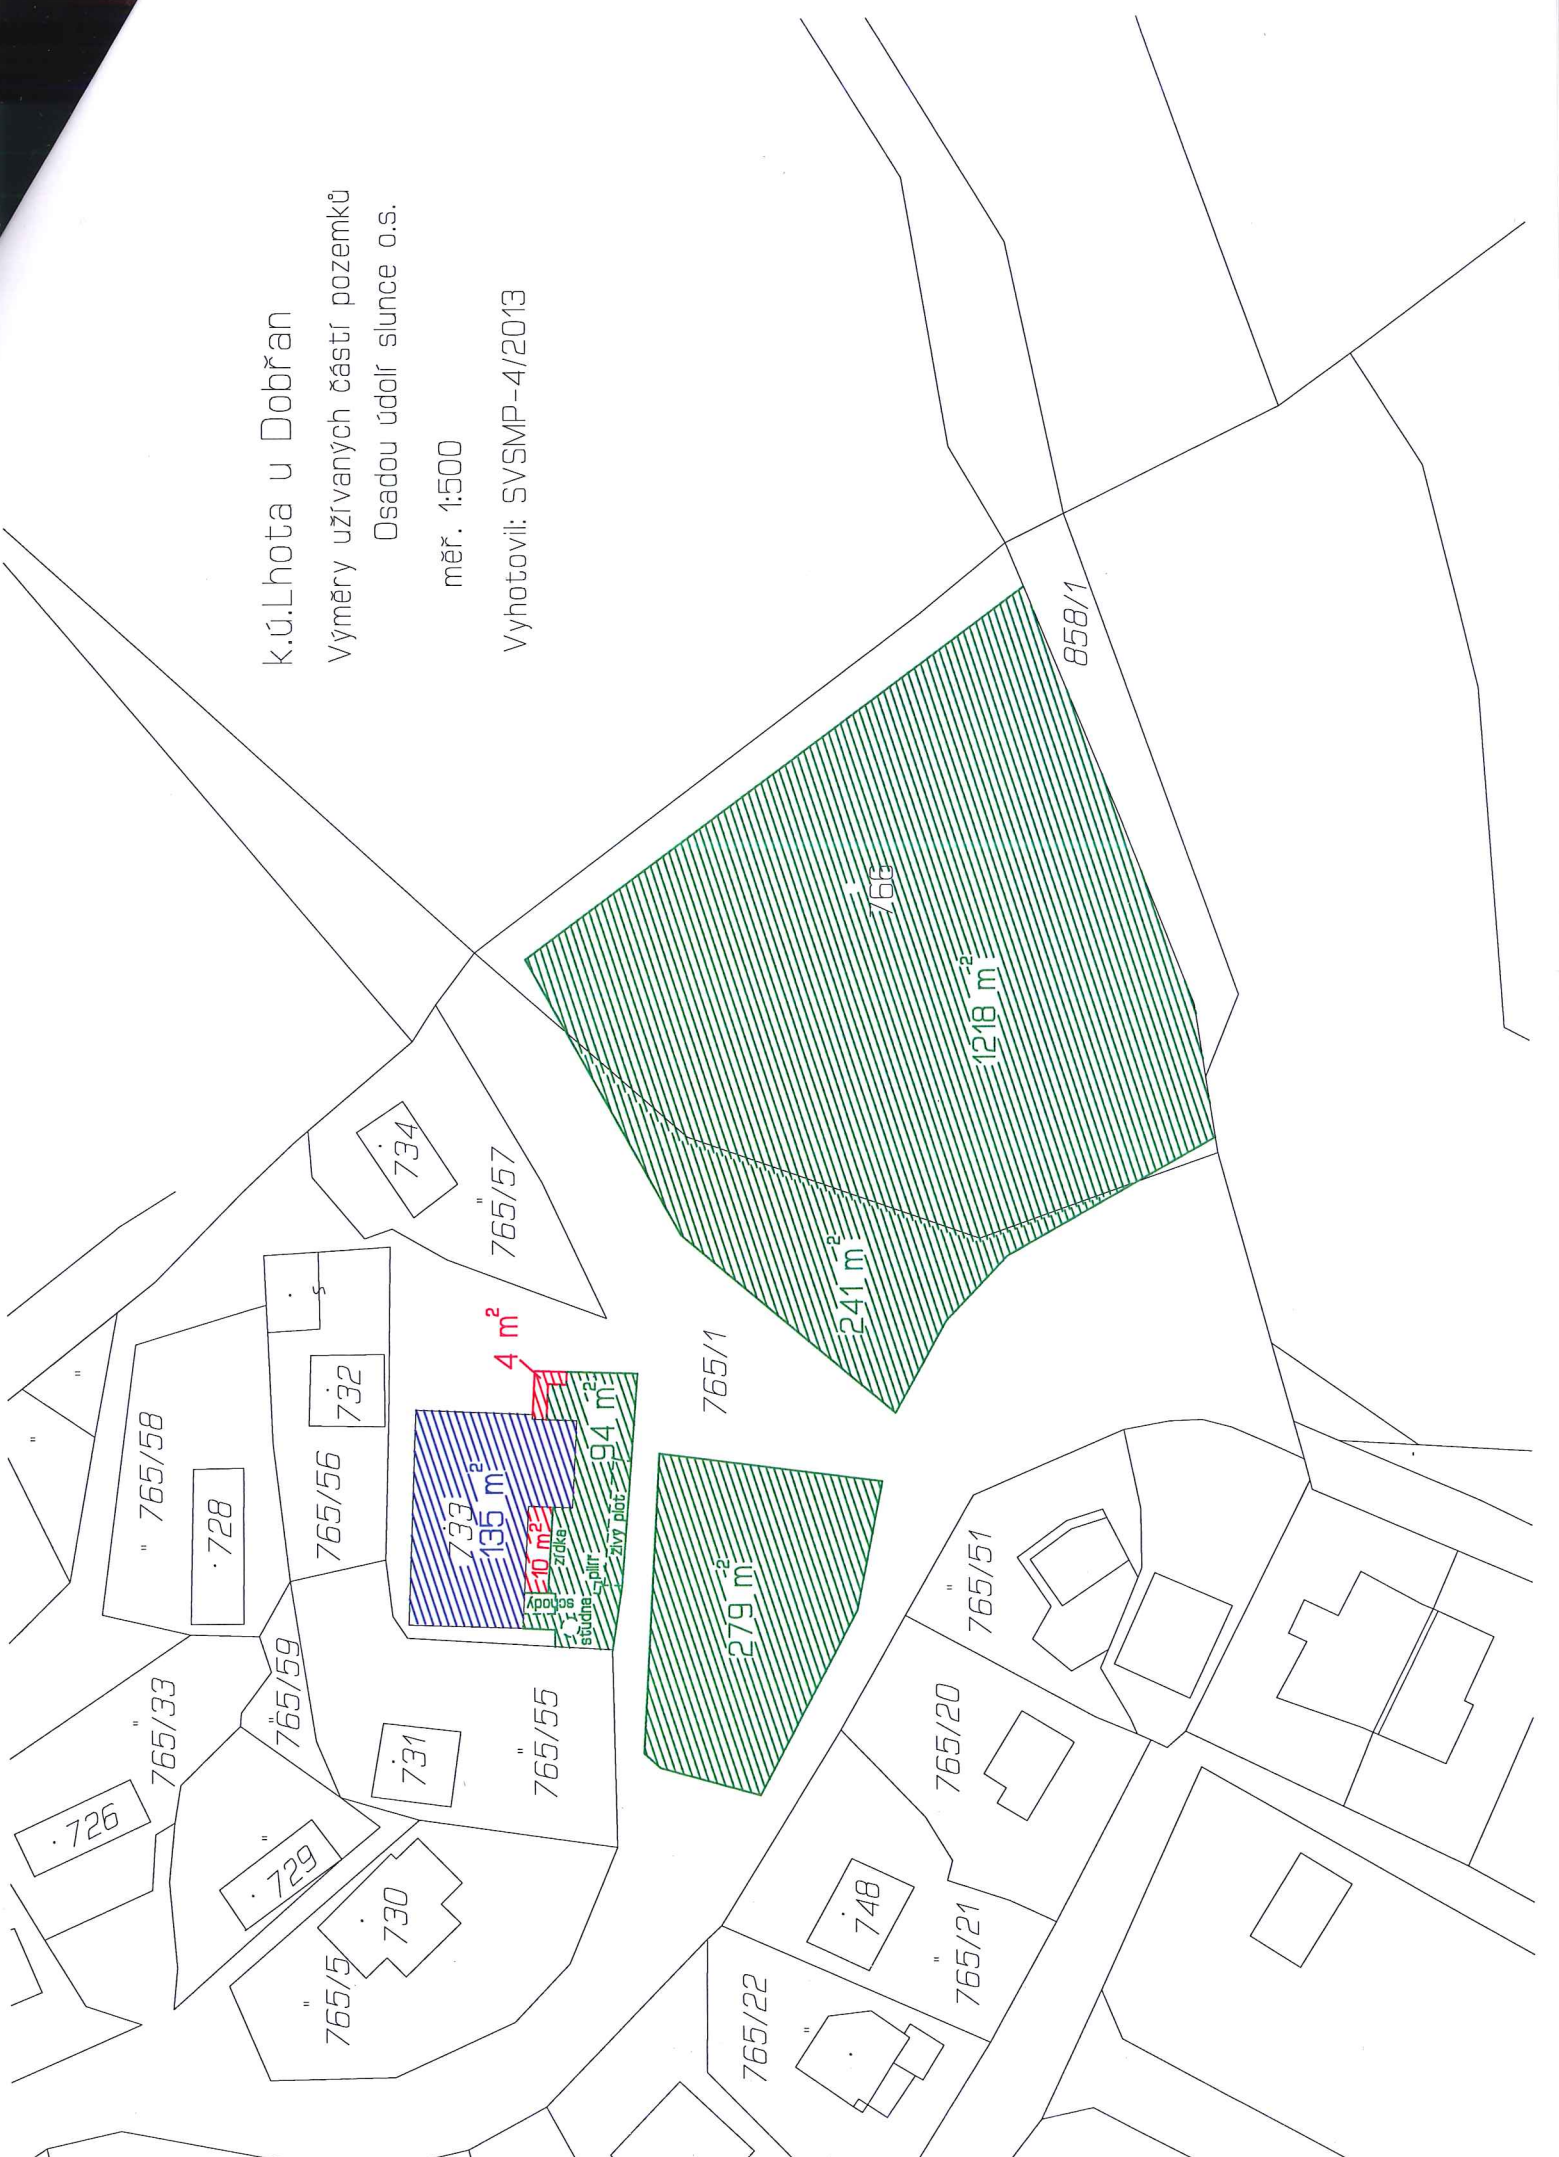 k.ú.Lhota u Dobřan
Výměry užívaných částí pozemků
Osadou údolí slunce o.s.
měř. 1:500
Vyhotovil: SVSMP-4/2013
858/1
766
1218 m²
241 m²
734
765/57
4 m²
765/1
732
765/56
765/58
728
733
135 m²
94 m²
10 m²
zídka
schody
studna
plyn
živý plot
279 m²
765/59
765/33
731
765/55
726
729
730
765/5
765/51
765/20
748
765/21
765/22